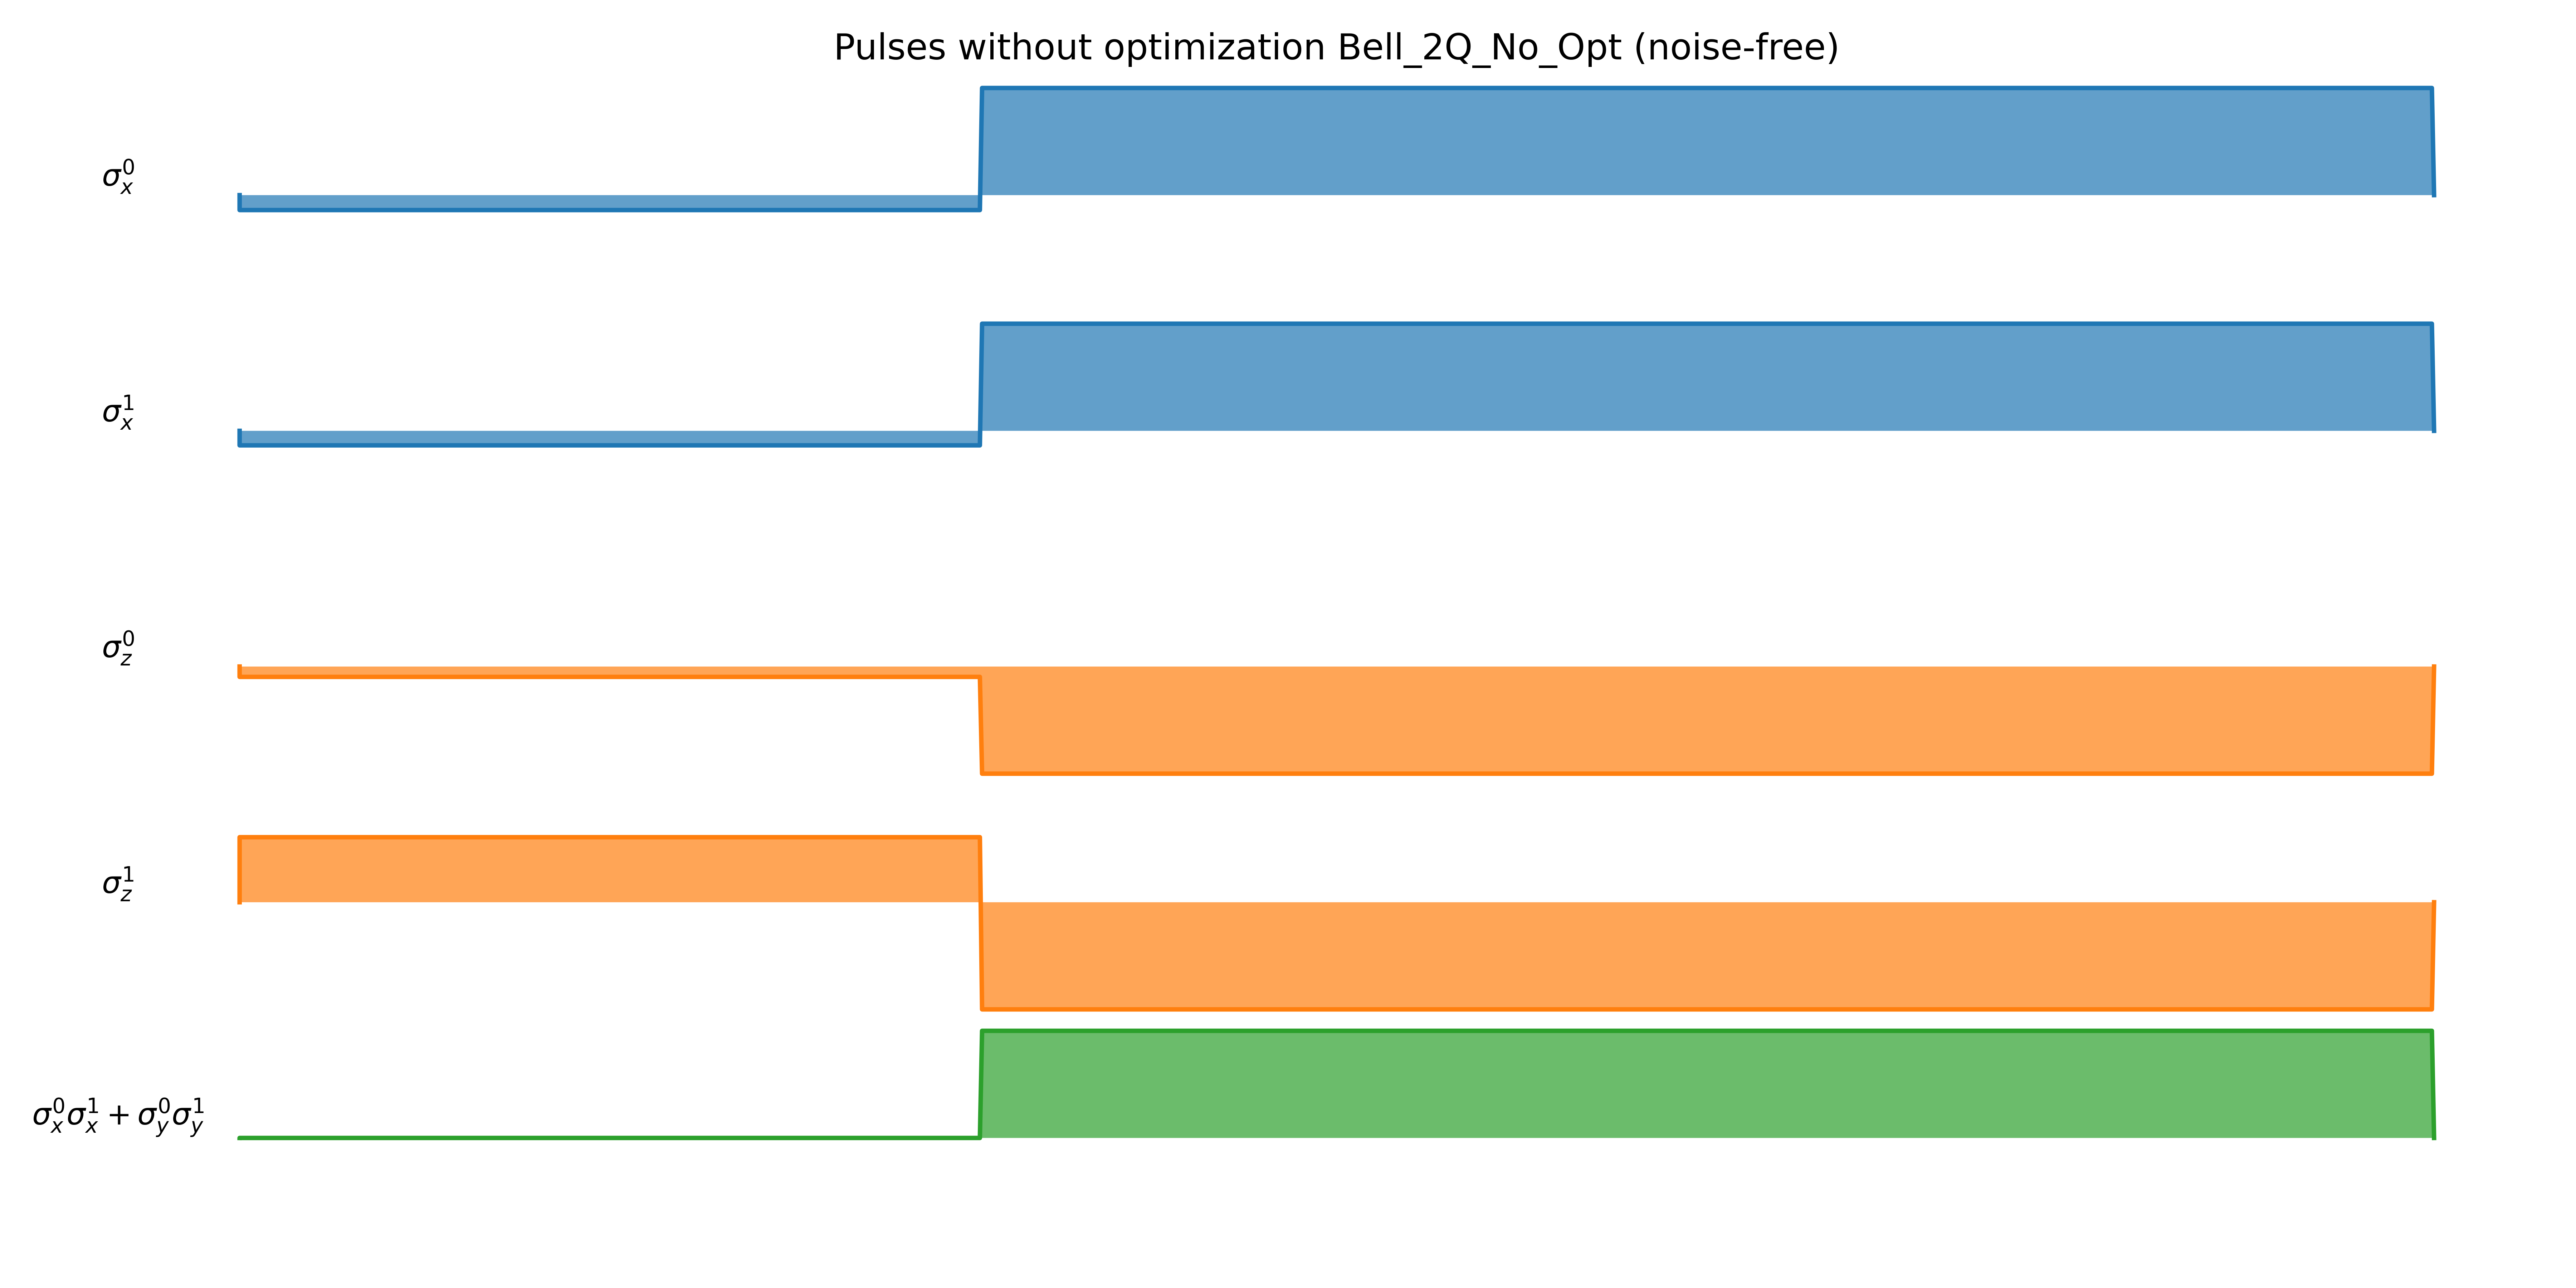 Pulses without optimization Bell_2Q_No_Opt (noise-free)
σ_x^0
σ_x^1
σ_z^0
σ_z^1
σ_x^0σ_x^1 + σ_y^0σ_y^1